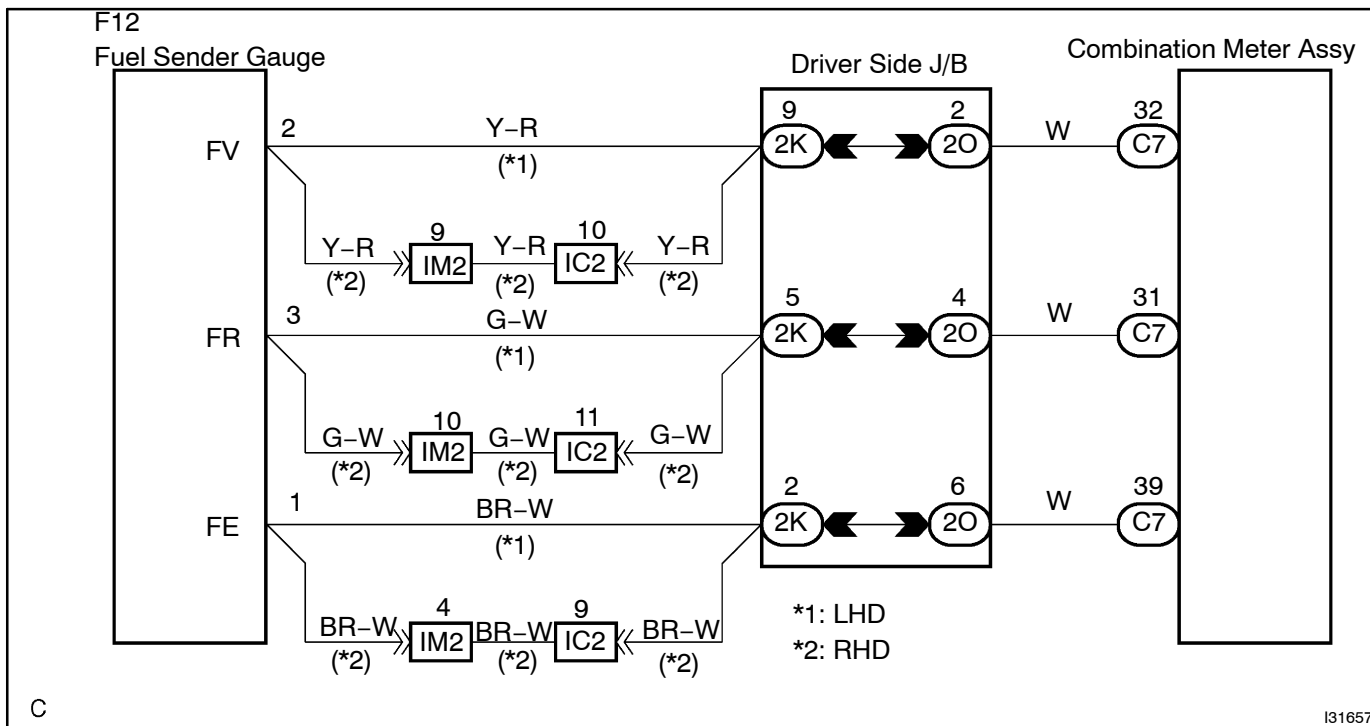 F12
Fuel Sender Gauge
Driver Side J/B
Combination Meter Assy
FV
2
Y−R
(*1)
9
2K
2
2O
W
32
C7
Y−R
(*2)
9
IM2
Y−R
(*2)
10
IC2
Y−R
(*2)
FR
3
G−W
(*1)
5
2K
4
2O
W
31
C7
G−W
(*2)
10
IM2
G−W
(*2)
11
IC2
G−W
(*2)
FE
1
BR−W
(*1)
2
2K
6
2O
W
39
C7
BR−W
(*2)
4
IM2
BR−W
(*2)
9
IC2
BR−W
(*2)
*1: LHD
*2: RHD
C
I31657